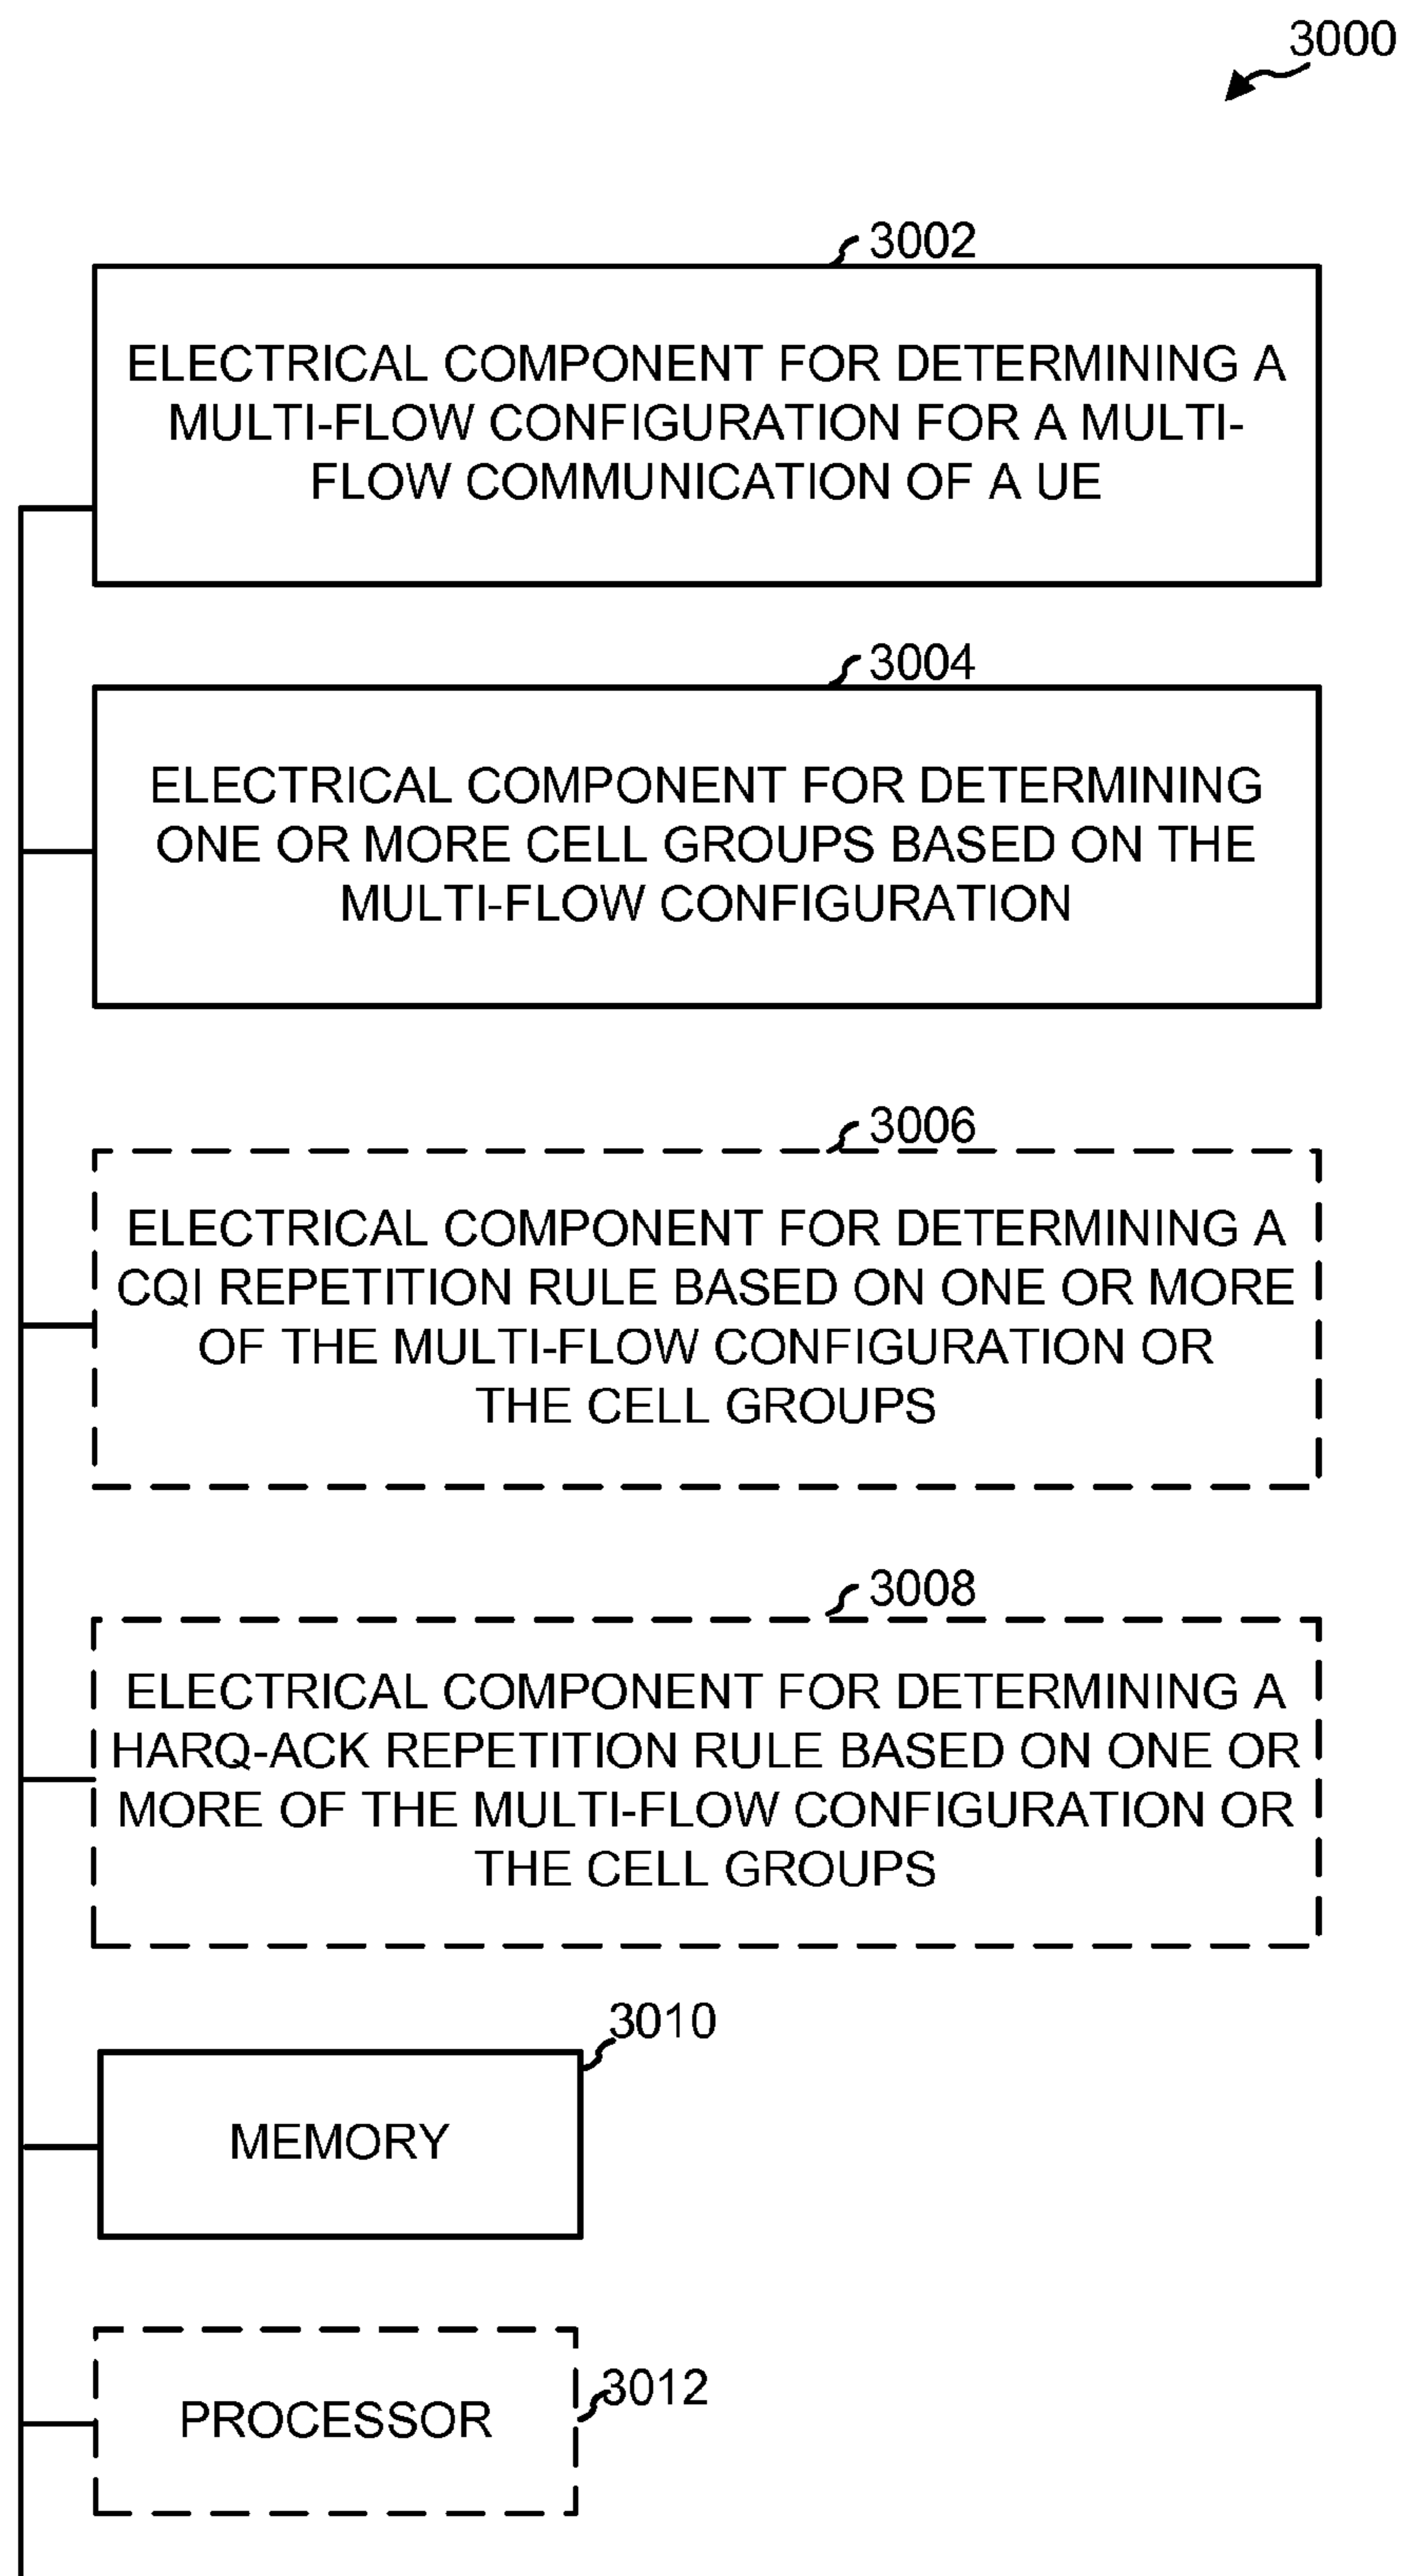 3000
3002
ELECTRICAL COMPONENT FOR DETERMINING A
MULTI-FLOW CONFIGURATION FOR A MULTI-
FLOW COMMUNICATION OF A UE
3004
ELECTRICAL COMPONENT FOR DETERMINING
ONE OR MORE CELL GROUPS BASED ON THE
MULTI-FLOW CONFIGURATION
3006
ELECTRICAL COMPONENT FOR DETERMINING A
CQI REPETITION RULE BASED ON ONE OR MORE
OF THE MULTI-FLOW CONFIGURATION OR
THE CELL GROUPS
3008
ELECTRICAL COMPONENT FOR DETERMINING A
HARQ-ACK REPETITION RULE BASED ON ONE OR
MORE OF THE MULTI-FLOW CONFIGURATION OR
THE CELL GROUPS
3010
MEMORY
3012
PROCESSOR